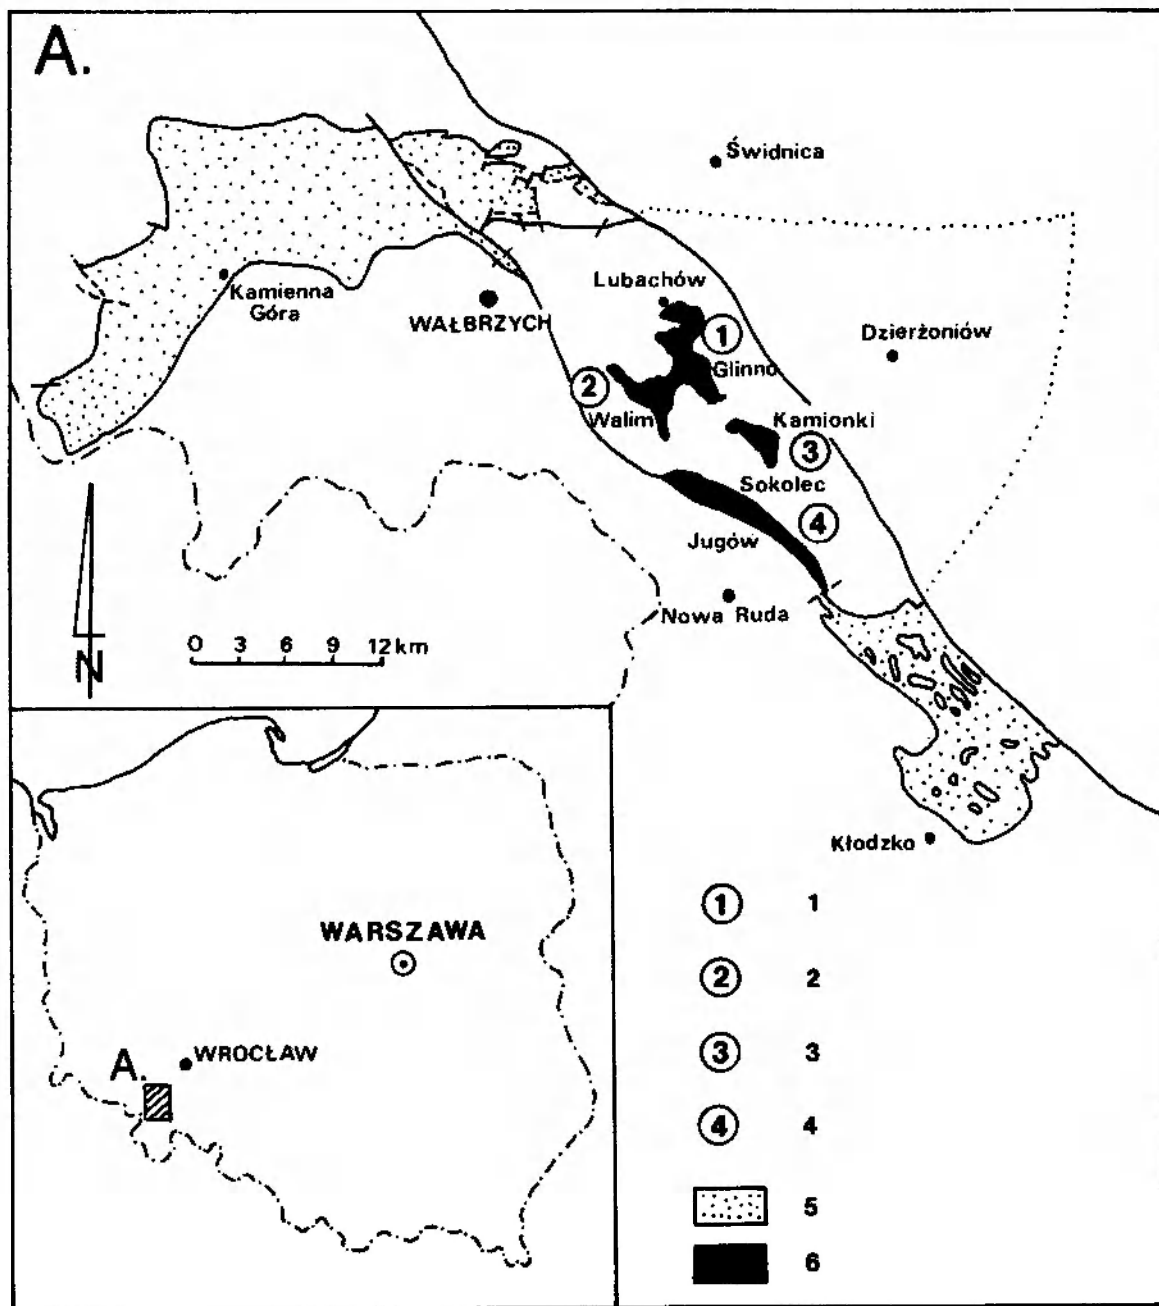 A.
Świdnica
Lubachów
Kamienna
Góra
WAŁBRZYCH
1
Dzierżoniów
Glinno
2
Walim
Kamionki
3
Sokolec
4
Jugów
Nowa Ruda
0 3 6 9 12 km
N
Kłodzko
WARSZAWA
WROCŁAW
A.
1 1
2 2
3 3
4 4
5
6